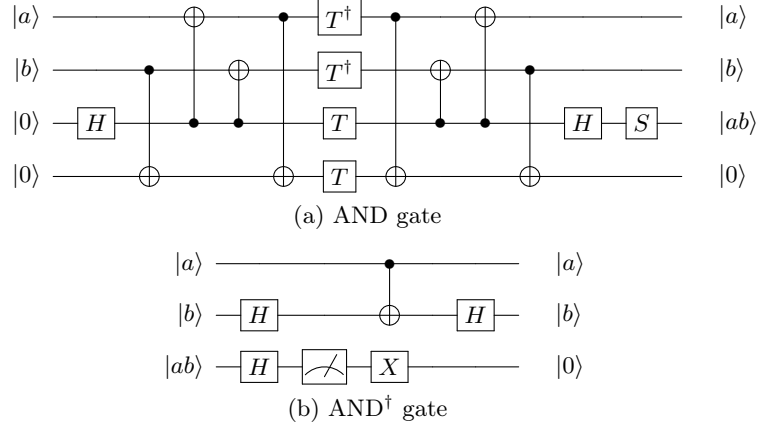 |a⟩ T† |a⟩
|b⟩ T† |b⟩
|0⟩ H T H S |ab⟩
|0⟩ T |0⟩
(a) AND gate
|a⟩ |a⟩
|b⟩ H H |b⟩
|ab⟩ H X |0⟩
(b) AND† gate